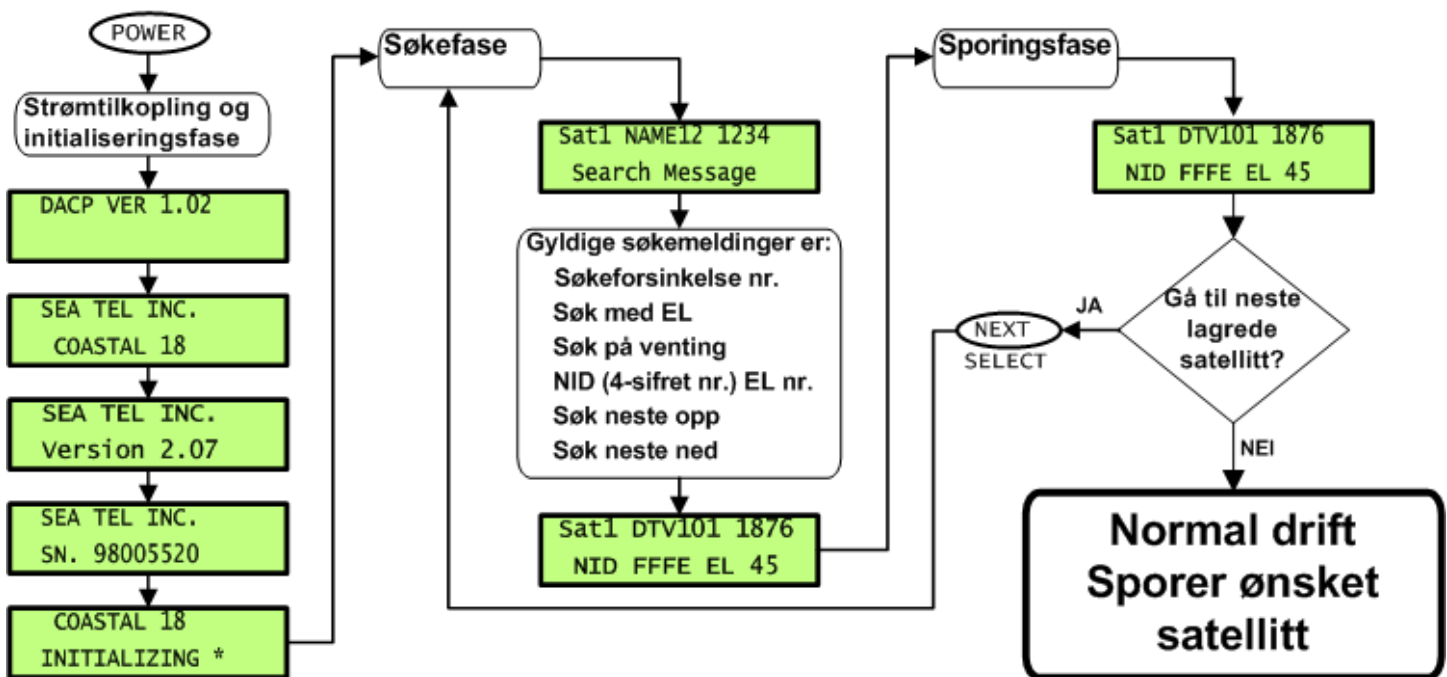 POWER
Strømtilkopling og
initialiseringsfase
DACP VER 1.02
SEA TEL INC.
COASTAL 18
SEA TEL INC.
Version 2.07
SEA TEL INC.
SN. 98005520
COASTAL 18
INITIALIZING *
Søkefase
Sat1 NAME12 1234
Search Message
Gyldige søkemeldinger er:
Søkeforsinkelse nr.
Søk med EL
Søk på venting
NID (4-sifret nr.) EL nr.
Søk neste opp
Søk neste ned
Sat1 DTV101 1876
NID FFFE EL 45
Sporingsfase
Sat1 DTV101 1876
NID FFFE EL 45
Gå til neste
lagrede
satellitt?
JA
NEXT
SELECT
NEI
Normal drift
Sporer ønsket
satellitt